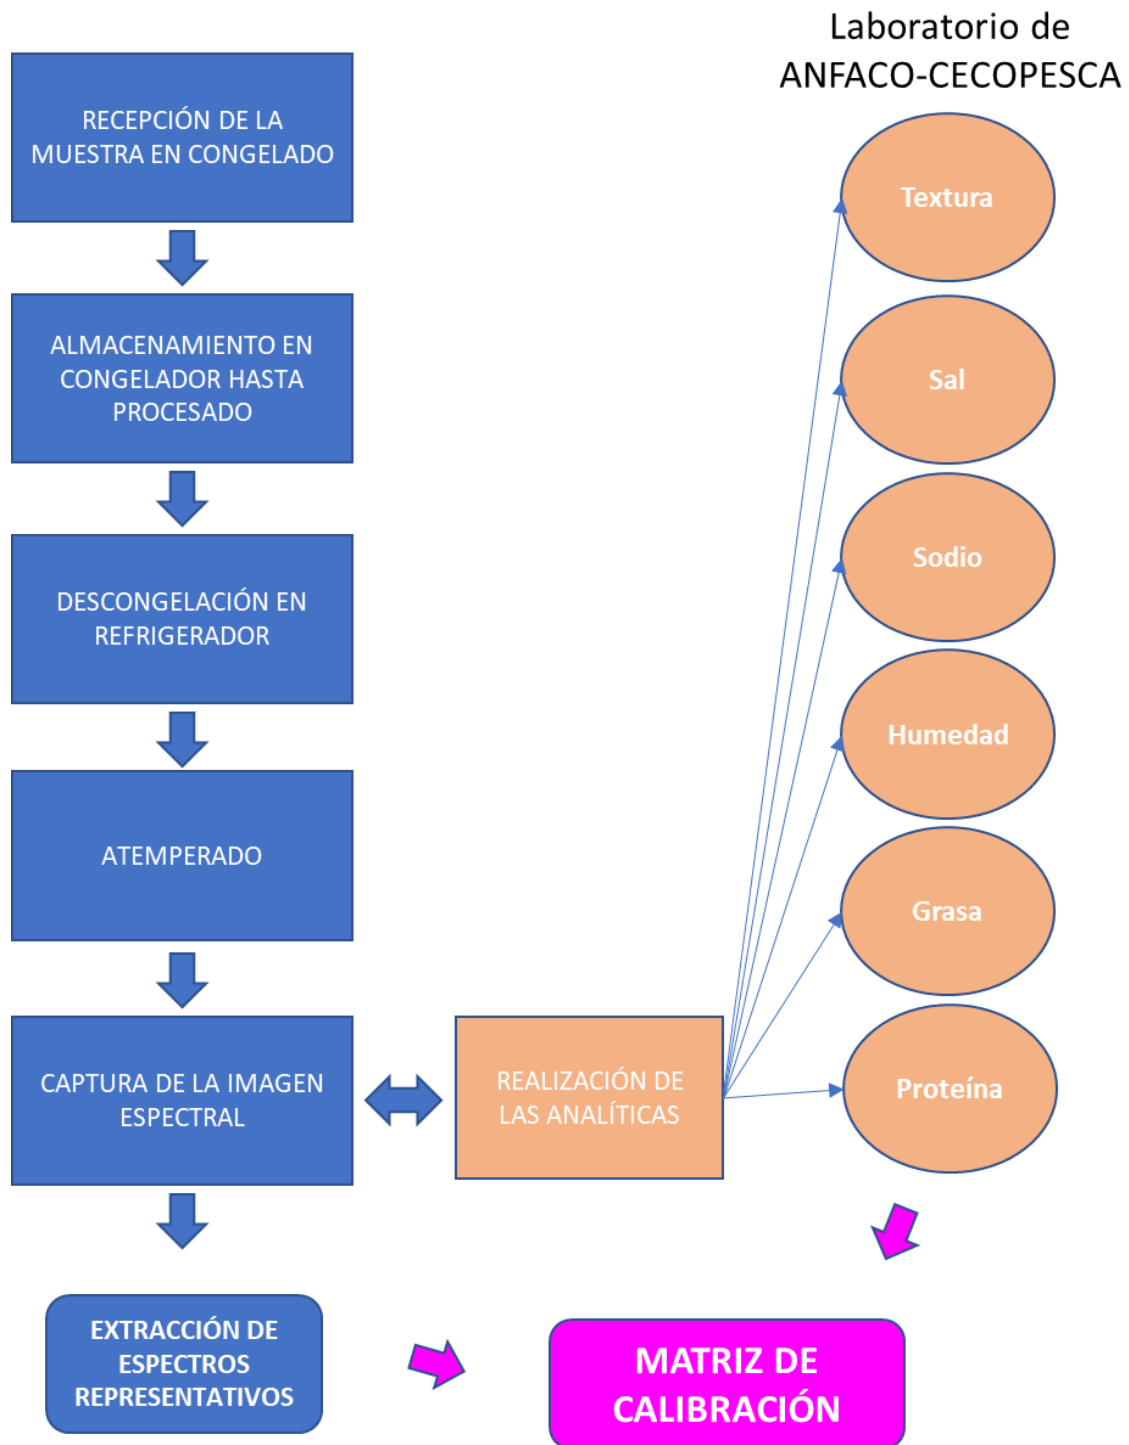 Laboratorio de
ANFACO-CECOPESCA
RECEPCIÓN DE LA
MUESTRA EN CONGELADO
ALMACENAMIENTO EN
CONGELADOR HASTA
PROCESADO
DESCONGELACIÓN EN
REFRIGERADOR
ATEMPERADO
CAPTURA DE LA IMAGEN
ESPECTRAL
REALIZACIÓN DE
LAS ANALÍTICAS
Textura
Sal
Sodio
Humedad
Grasa
Proteína
EXTRACCIÓN DE
ESPECTROS
REPRESENTATIVOS
MATRIZ DE
CALIBRACIÓN